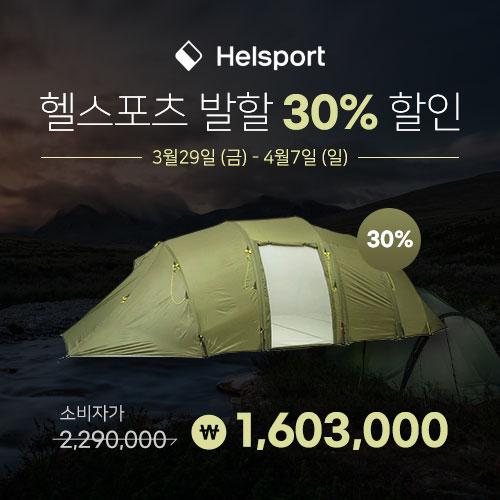 Helsport
헬스포츠 발할 30% 할인
3월29일 (금) - 4월7일 (일)
30%
소비자가
2,290,000
₩ 1,603,000